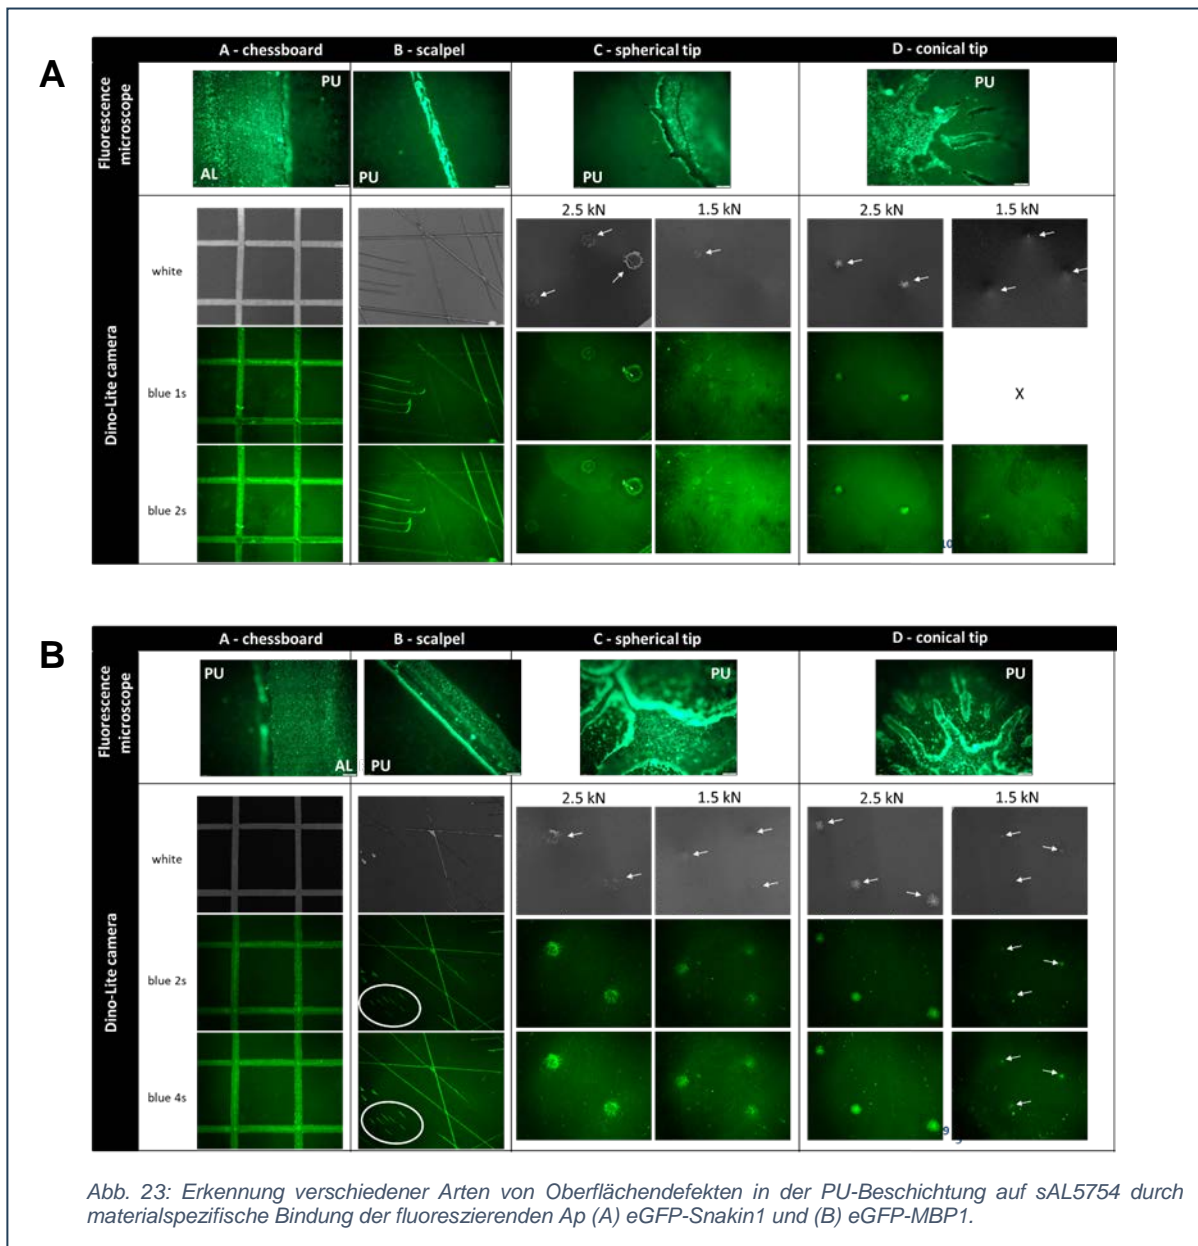 A
A - chessboard B - scalpel C - spherical tip D - conical tip
Fluorescence microscope
PU
AL
PU
PU
PU
Dino-Lite camera
2.5 kN 1.5 kN 2.5 kN 1.5 kN
white
blue 1s
X
blue 2s
10
B
A - chessboard B - scalpel C - spherical tip D - conical tip
Fluorescence microscope
PU
AL
PU
PU
PU
Dino-Lite camera
2.5 kN 1.5 kN 2.5 kN 1.5 kN
white
blue 2s
blue 4s
9
Abb. 23: Erkennung verschiedener Arten von Oberflächendefekten in der PU-Beschichtung auf sAL5754 durch
materialspezifische Bindung der fluoreszierenden Ap (A) eGFP-Snakin1 und (B) eGFP-MBP1.